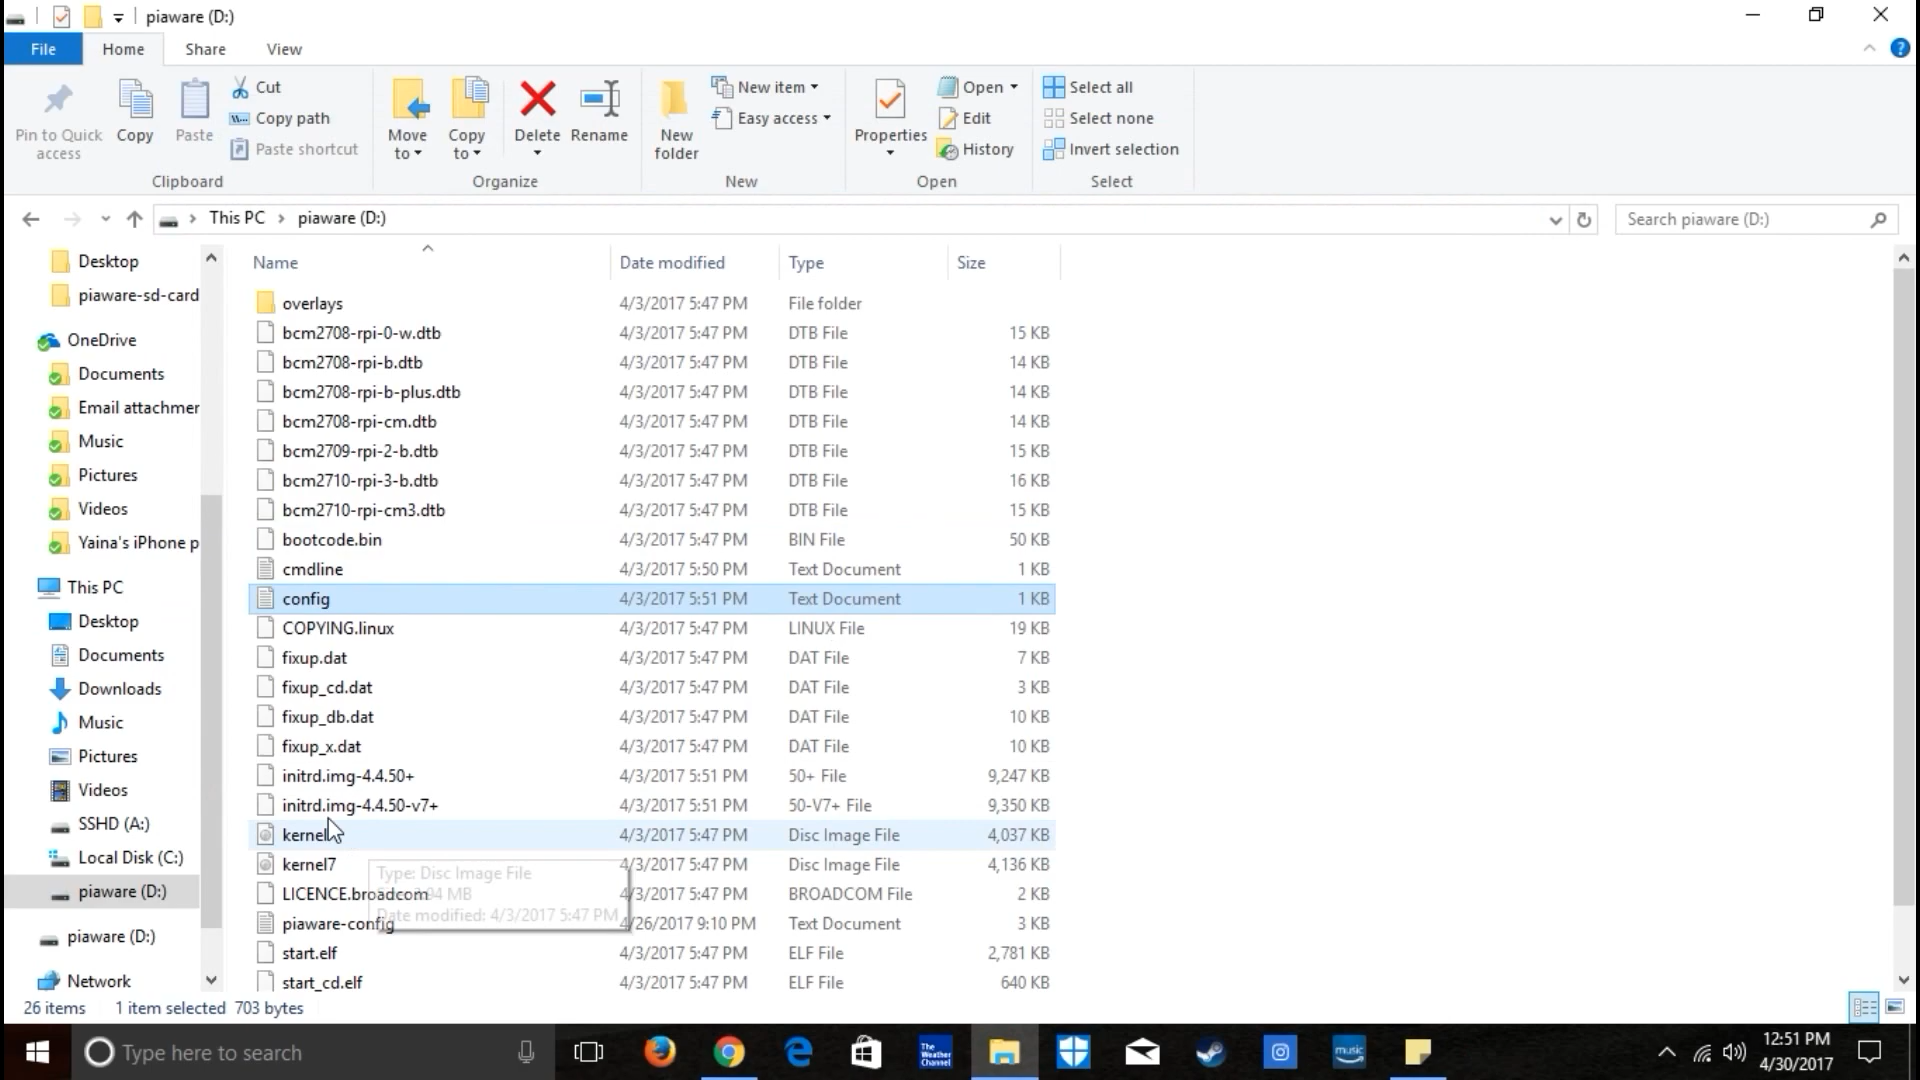 piaware (D:)
File Home Share View
Pin to Quick access
Copy
Paste
Cut
Copy path
Paste shortcut
Clipboard
Move to
Copy to
Delete
Rename
Organize
New folder
New item
Easy access
New
Properties
Open
Edit
History
Open
Select all
Select none
Invert selection
Select
This PC > piaware (D:)
Search piaware (D:)
Desktop
piaware-sd-card
OneDrive
Documents
Email attachmer
Music
Pictures
Videos
Yaina's iPhone p
This PC
Desktop
Documents
Downloads
Music
Pictures
Videos
SSHD (A:)
Local Disk (C:)
piaware (D:)
piaware (D:)
Network
Name Date modified Type Size
overlays 4/3/2017 5:47 PM File folder
bcm2708-rpi-0-w.dtb 4/3/2017 5:47 PM DTB File 15 KB
bcm2708-rpi-b.dtb 4/3/2017 5:47 PM DTB File 14 KB
bcm2708-rpi-b-plus.dtb 4/3/2017 5:47 PM DTB File 14 KB
bcm2708-rpi-cm.dtb 4/3/2017 5:47 PM DTB File 14 KB
bcm2709-rpi-2-b.dtb 4/3/2017 5:47 PM DTB File 15 KB
bcm2710-rpi-3-b.dtb 4/3/2017 5:47 PM DTB File 16 KB
bcm2710-rpi-cm3.dtb 4/3/2017 5:47 PM DTB File 15 KB
bootcode.bin 4/3/2017 5:47 PM BIN File 50 KB
cmdline 4/3/2017 5:50 PM Text Document 1 KB
config 4/3/2017 5:51 PM Text Document 1 KB
COPYING.linux 4/3/2017 5:47 PM LINUX File 19 KB
fixup.dat 4/3/2017 5:47 PM DAT File 7 KB
fixup_cd.dat 4/3/2017 5:47 PM DAT File 3 KB
fixup_db.dat 4/3/2017 5:47 PM DAT File 10 KB
fixup_x.dat 4/3/2017 5:47 PM DAT File 10 KB
initrd.img-4.4.50+ 4/3/2017 5:51 PM 50+ File 9,247 KB
initrd.img-4.4.50-v7+ 4/3/2017 5:51 PM 50-V7+ File 9,350 KB
kernel 4/3/2017 5:47 PM Disc Image File 4,037 KB
kernel7 4/3/2017 5:47 PM Disc Image File 4,136 KB
Type: Disc Image File
LICENCE.broadcom 4/3/2017 5:47 PM BROADCOM File 2 KB
MB
Date modified: 4/3/2017 5:47 PM
piaware-config 4/26/2017 9:10 PM Text Document 3 KB
start.elf 4/3/2017 5:47 PM ELF File 2,781 KB
start_cd.elf 4/3/2017 5:47 PM ELF File 640 KB
26 items 1 item selected 703 bytes
Type here to search
The Weather Channel
music
12:51 PM
4/30/2017